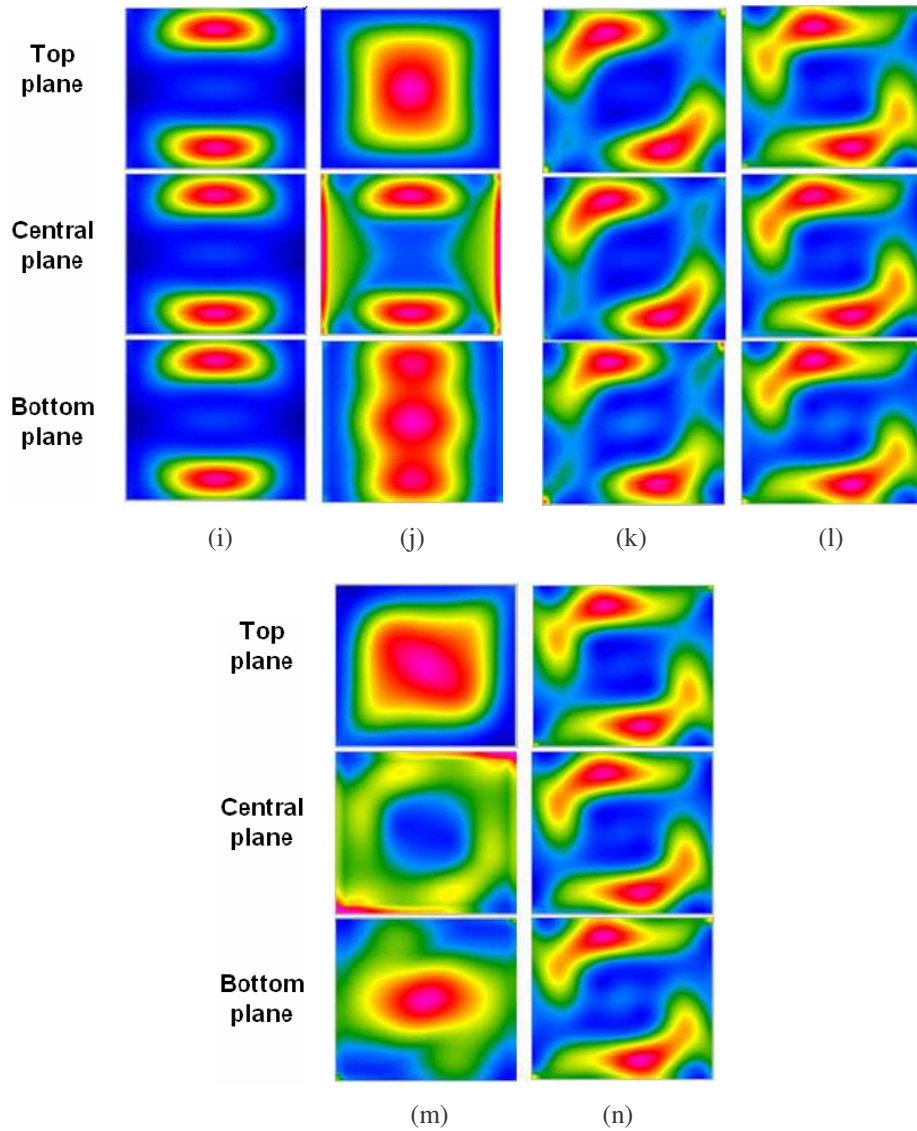 Top
plane
Central
plane
Bottom
plane
(i) (j) (k) (l)
Top
plane
Central
plane
Bottom
plane
(m) (n)